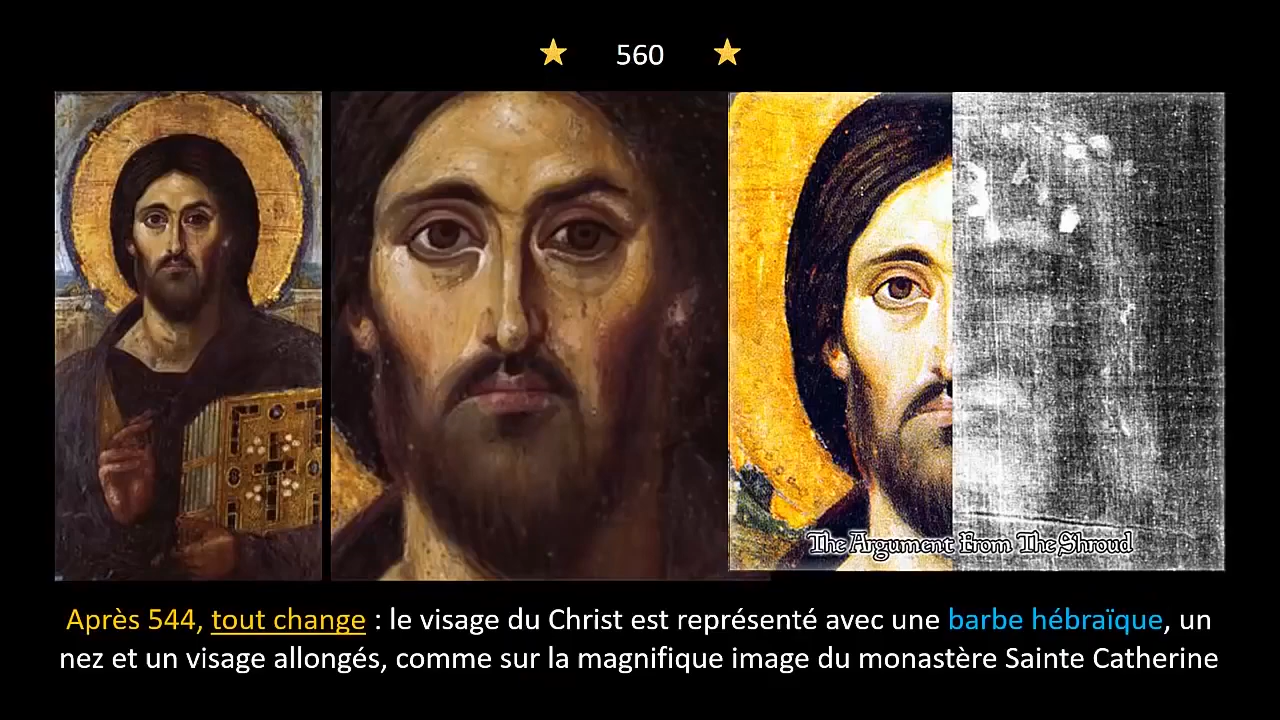 560
The Argument From The Shroud
Après 544, tout change : le visage du Christ est représenté avec une barbe hébraïque, un
nez et un visage allongés, comme sur la magnifique image du monastère Sainte Catherine